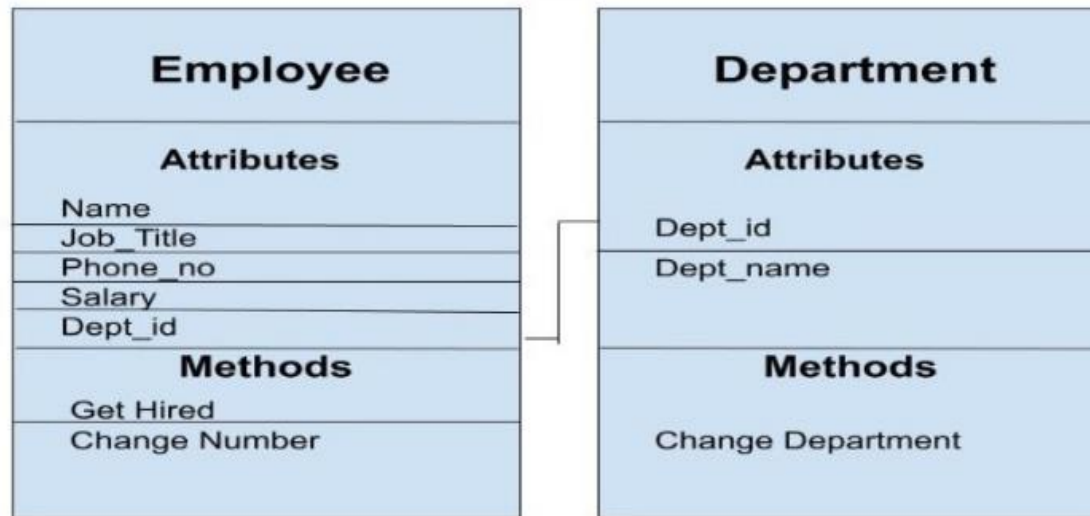 Employee
Attributes
Name
Job_Title
Phone_no
Salary
Dept_id
Methods
Get Hired
Change Number
Department
Attributes
Dept_id
Dept_name
Methods
Change Department